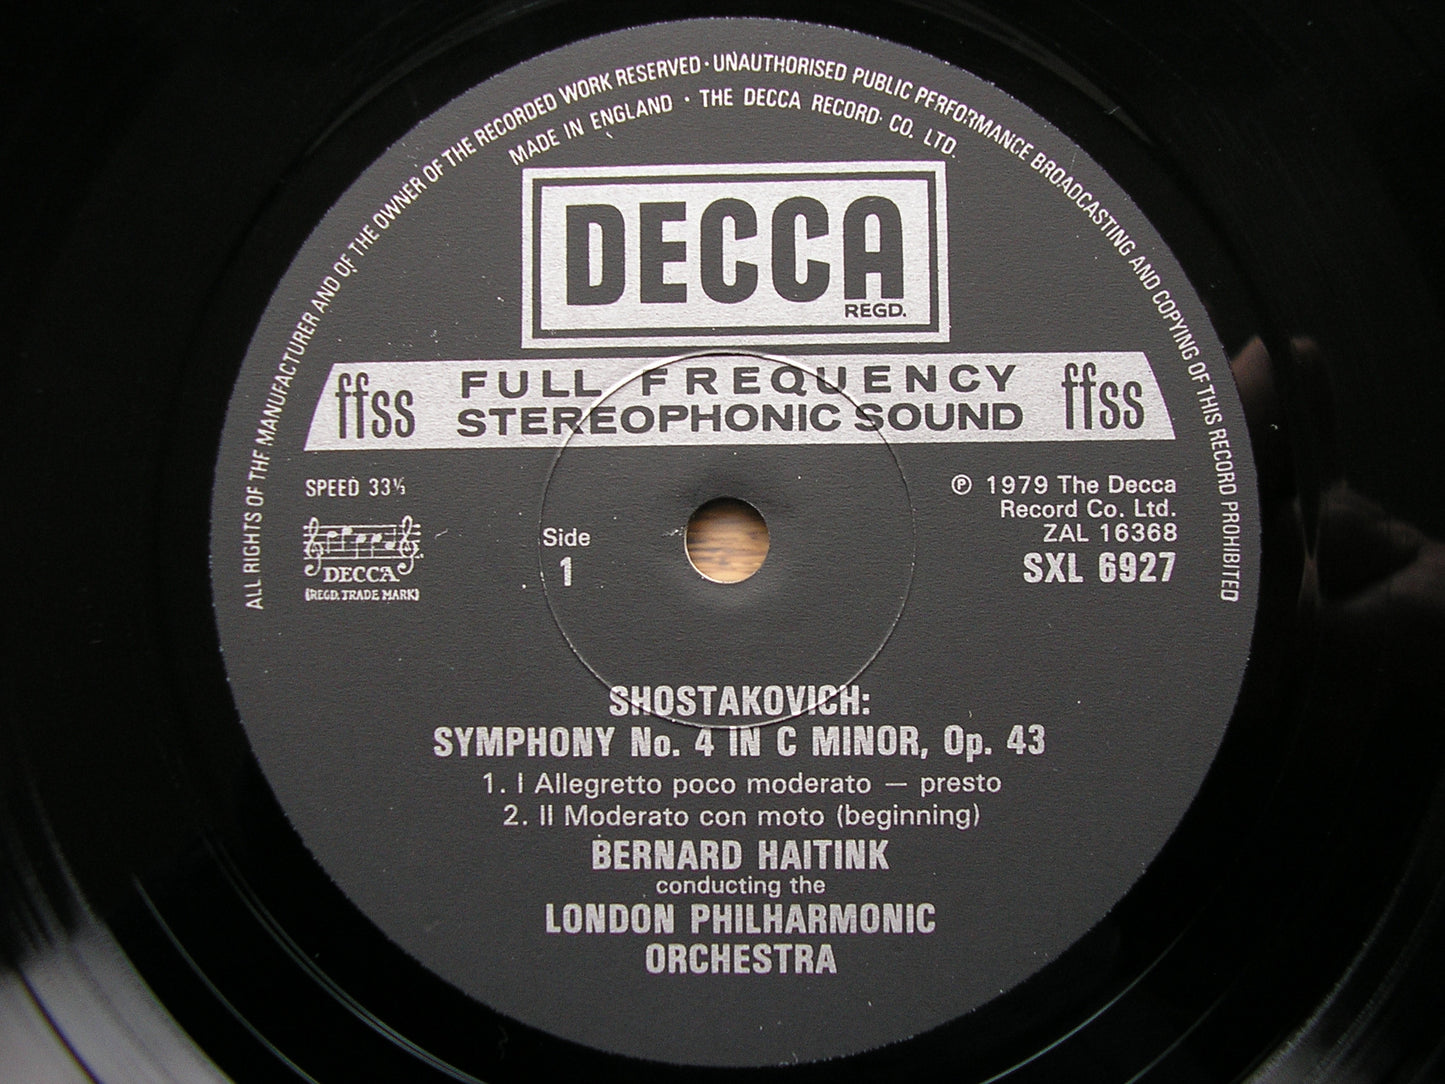 ALL RIGHTS OF THE MANUFACTURER AND OF THE OWNER OF THE RECORDED WORK RESERVED · UNAUTHORISED PUBLIC PERFORMANCE BROADCASTING AND COPYING OF THIS RECORD PROHIBITED
MADE IN ENGLAND · THE DECCA RECORD CO. LTD.
DECCA
REGD.
ffss
FULL FREQUENCY
STEREOPHONIC SOUND
ffss
SPEED 33⅓
DECCA
(REGD. TRADE MARK)
Side
1
℗ 1979 The Decca
Record Co. Ltd.
ZAL 16368
SXL 6927
SHOSTAKOVICH:
SYMPHONY No. 4 IN C MINOR, Op. 43
1. I Allegretto poco moderato — presto
2. II Moderato con moto (beginning)
BERNARD HAITINK
conducting the
LONDON PHILHARMONIC
ORCHESTRA